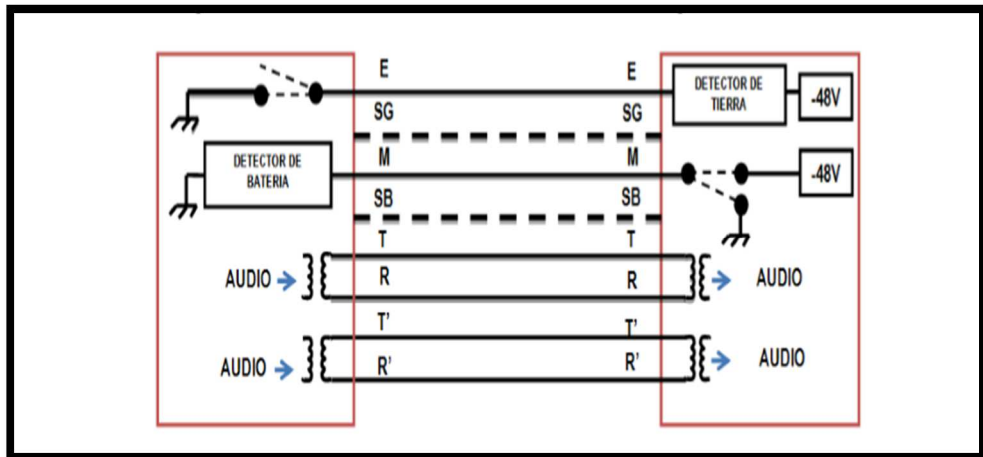 E E
DETECTOR DE
TIERRA
-48V
SG SG
M M
DETECTOR DE
BATERIA
-48V
SB SB
T T
AUDIO R R AUDIO
T' T'
AUDIO R' R' AUDIO